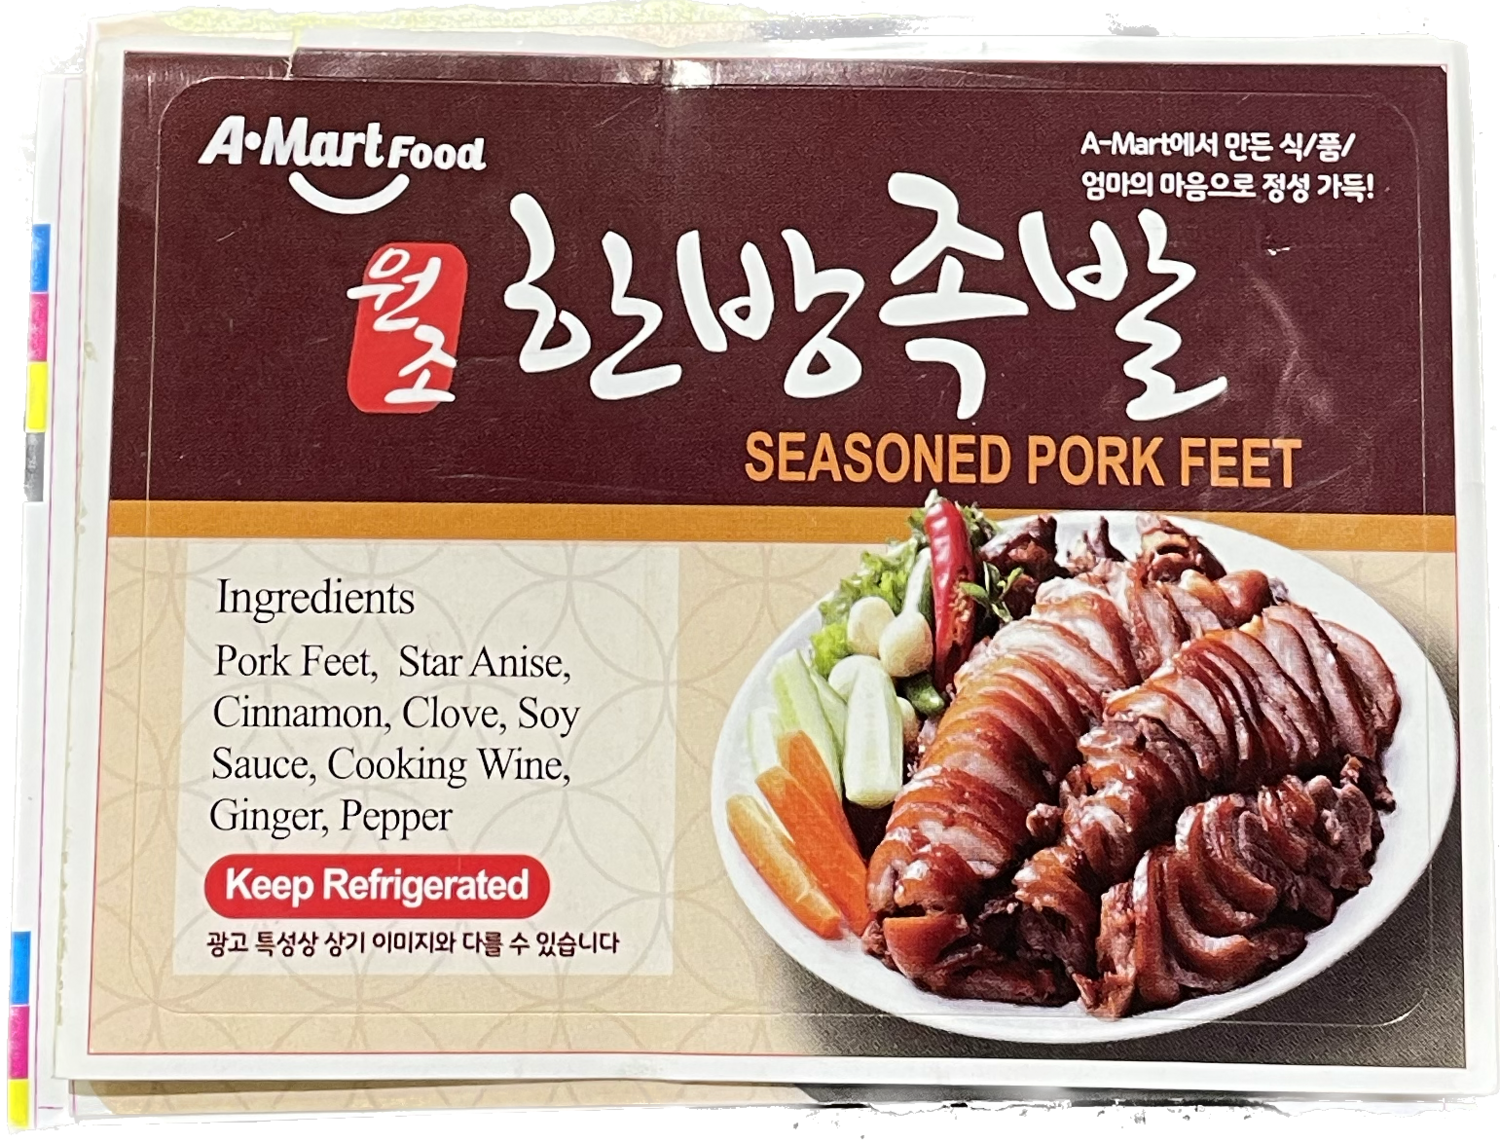 A·Mart Food
A-Mart에서 만든 식/품/
엄마의 마음으로 정성 가득!
원조
한방족발
SEASONED PORK FEET
Ingredients
Pork Feet, Star Anise,
Cinnamon, Clove, Soy
Sauce, Cooking Wine,
Ginger, Pepper
Keep Refrigerated
광고 특성상 상기 이미지와 다를 수 있습니다